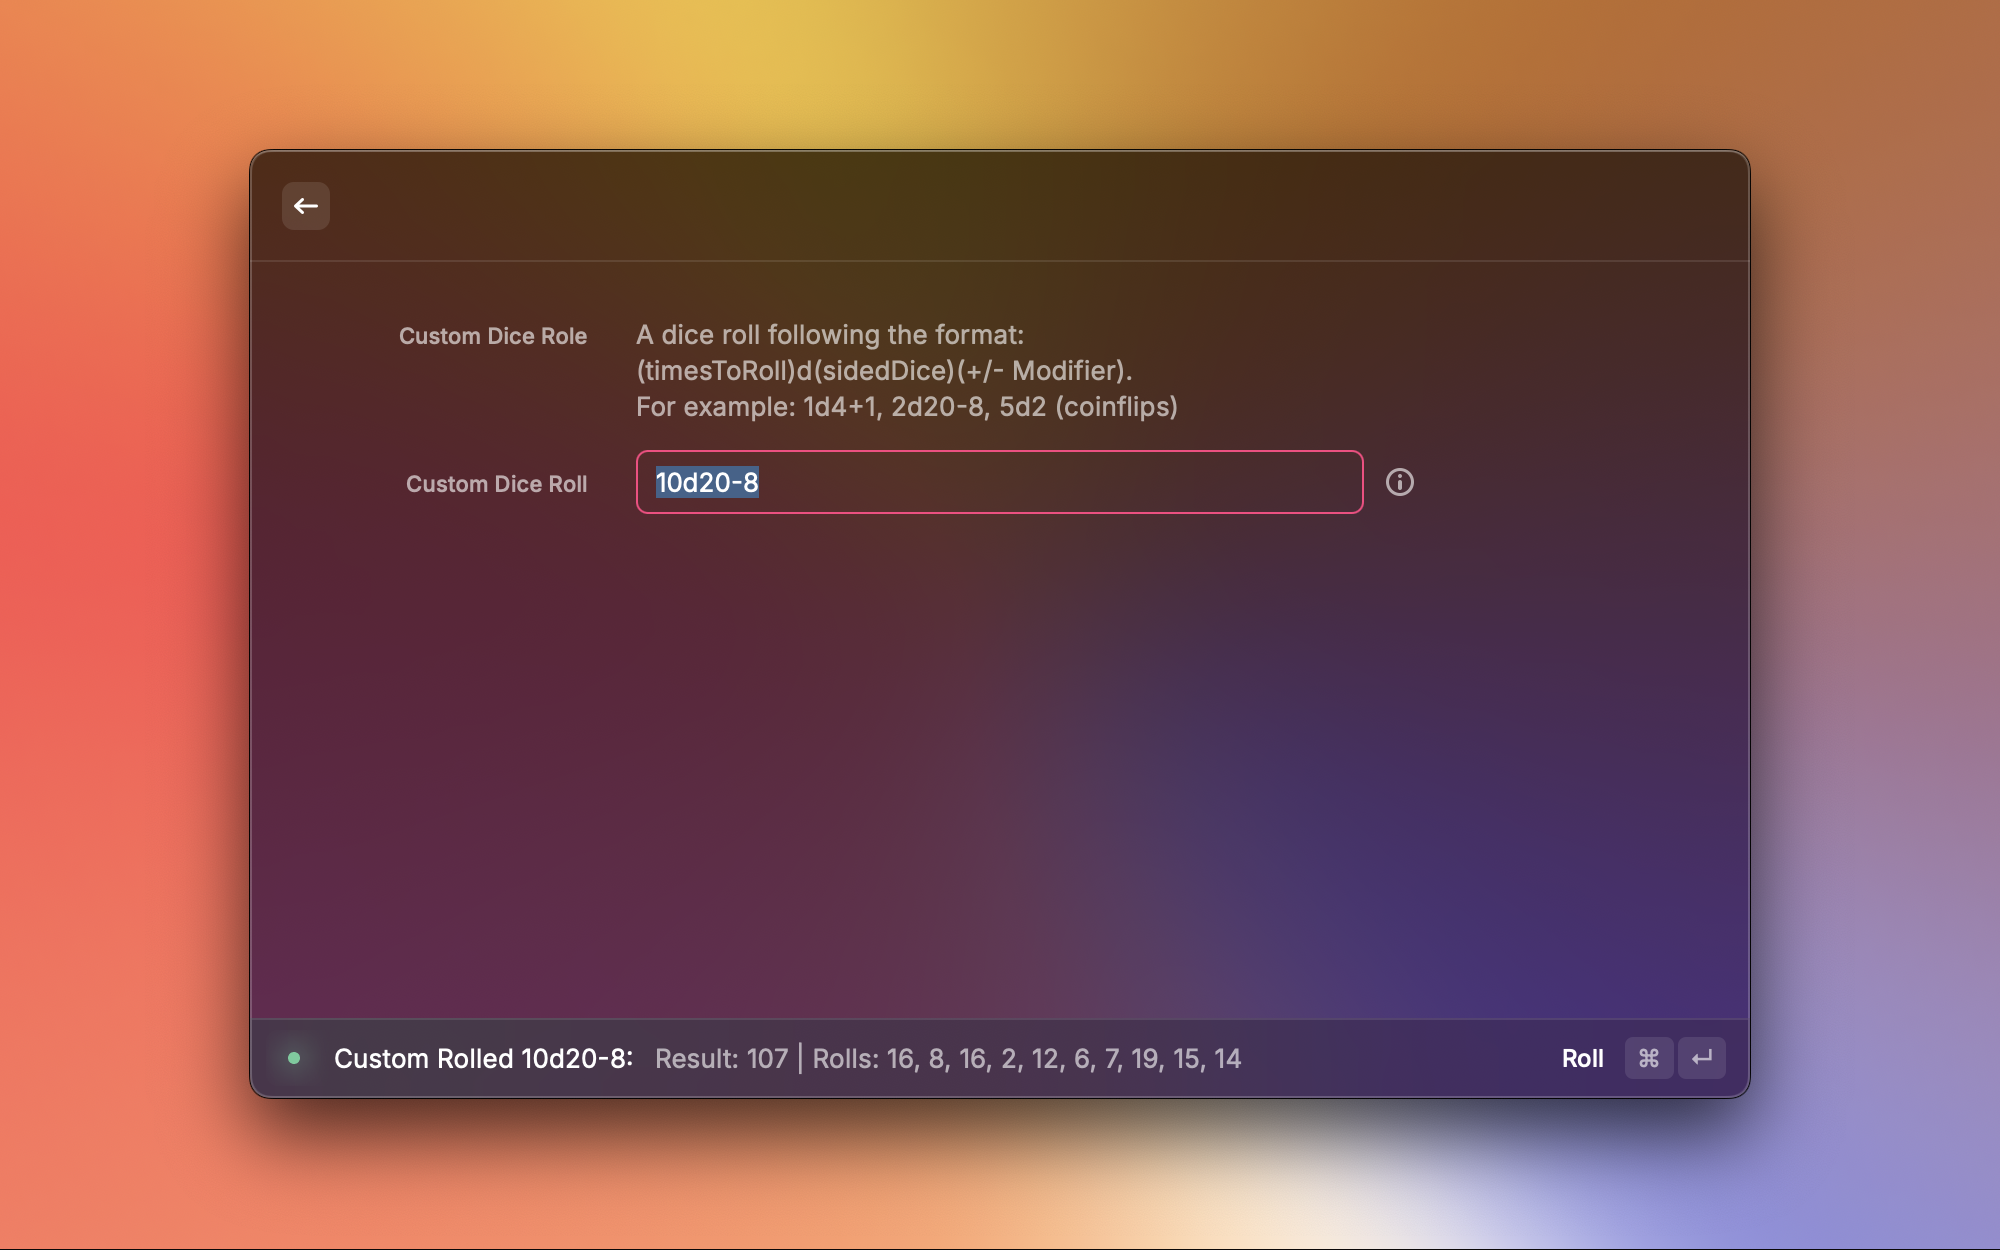 Custom Dice Role
A dice roll following the format:
(timesToRoll)d(sidedDice)(+/- Modifier).
For example: 1d4+1, 2d20-8, 5d2 (coinflips)
Custom Dice Roll
10d20-8
Custom Rolled 10d20-8: Result: 107 | Rolls: 16, 8, 16, 2, 12, 6, 7, 19, 15, 14
Roll ⌘ ↵